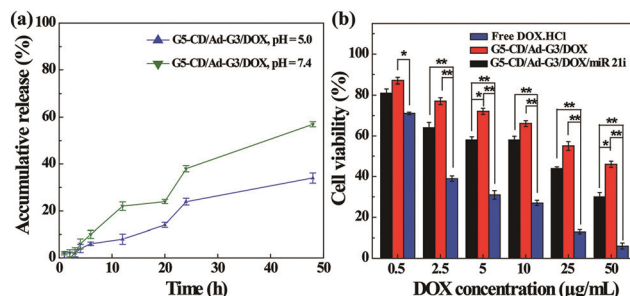 (a)
Accumulative release (%)
100
80
60
40
20
0
G5-CD/Ad-G3/DOX, pH = 5.0
G5-CD/Ad-G3/DOX, pH = 7.4
0 10 20 30 40 50
Time (h)
(b)
Cell viability (%)
100
80
60
40
20
0
Free DOX.HCl
G5-CD/Ad-G3/DOX
G5-CD/Ad-G3/DOX/miR 21i
*
**
**
**
* **
**
**
**
**
**
* **
0.5 2.5 5 10 25 50
DOX concentration (μg/mL)